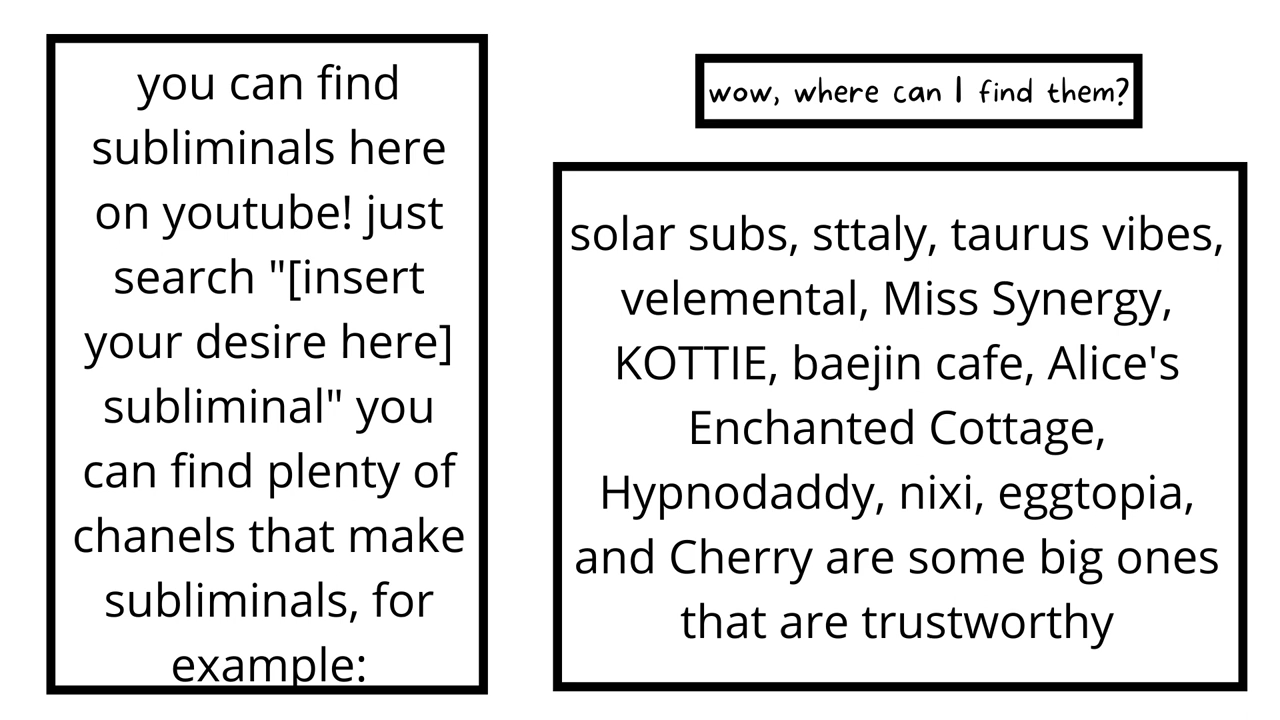 wow, where can I find them?
you can find
subliminals here
on youtube! just
search "[insert
your desire here]
subliminal" you
can find plenty of
chanels that make
subliminals, for
example:
solar subs, sttaly, taurus vibes,
velemental, Miss Synergy,
KOTTIE, baejin cafe, Alice's
Enchanted Cottage,
Hypnodaddy, nixi, eggtopia,
and Cherry are some big ones
that are trustworthy